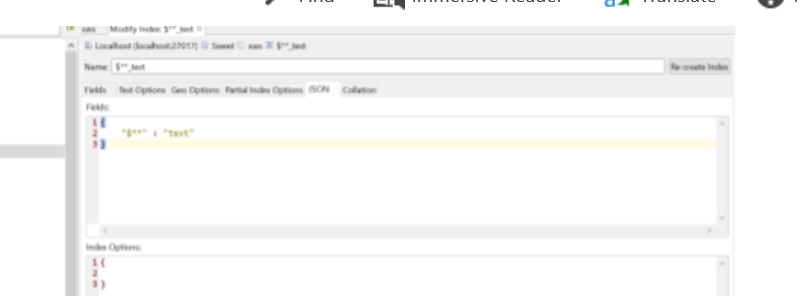 Find Immersive Reader Translate
sws Modify Index: $**_text
Localhost (localhost:27017) Sweet sws $**_text
Name: $**_text Re-create Index
Fields Text Options Geo Options Partial Index Options JSON Collation
Fields:
1 {
2 "$**" : "text"
3 }
Index Options:
1 {
2
3 }